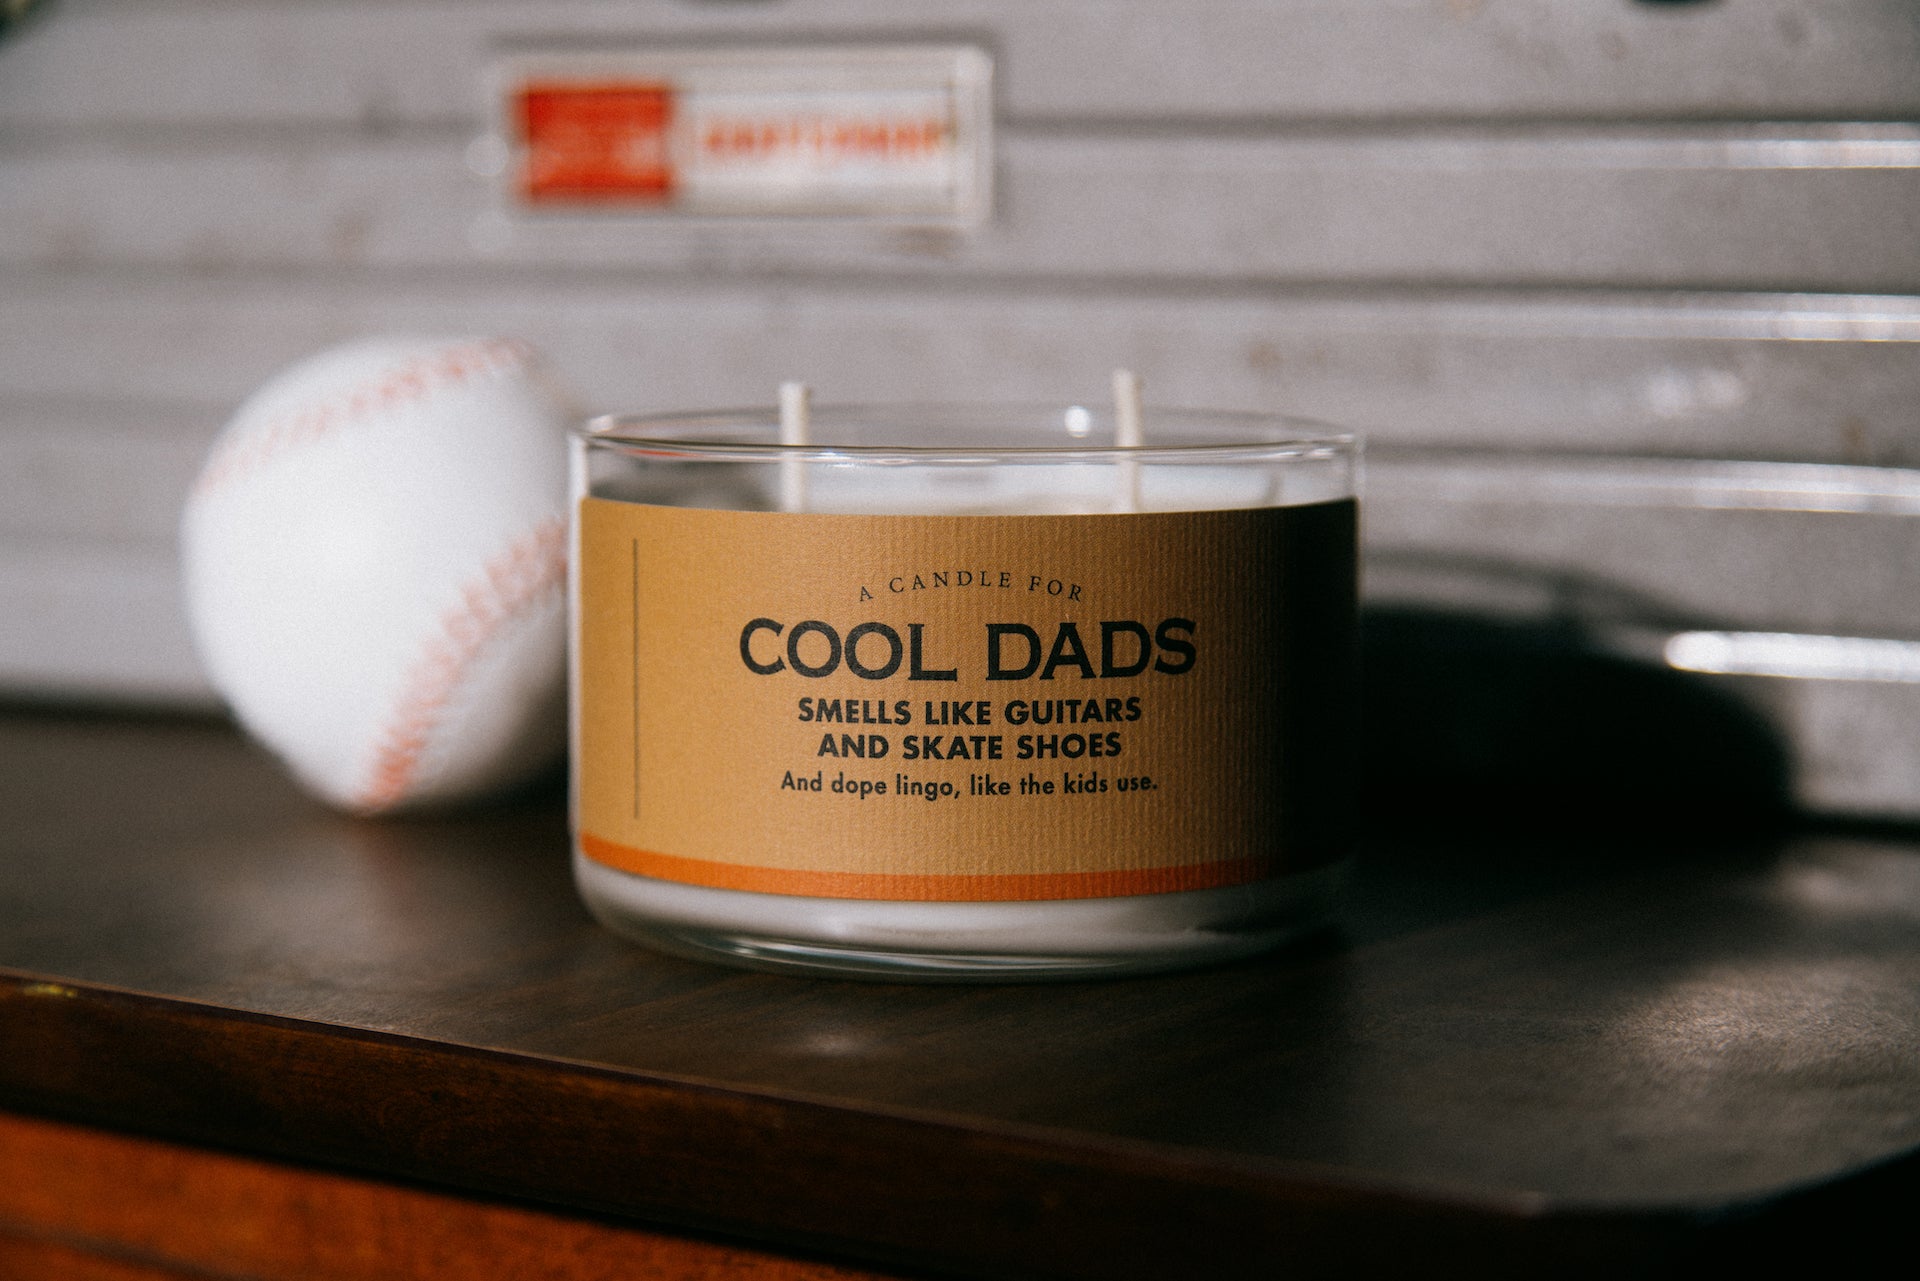 A CANDLE FOR
COOL DADS
SMELLS LIKE GUITARS
AND SKATE SHOES
And dope lingo, like the kids use.